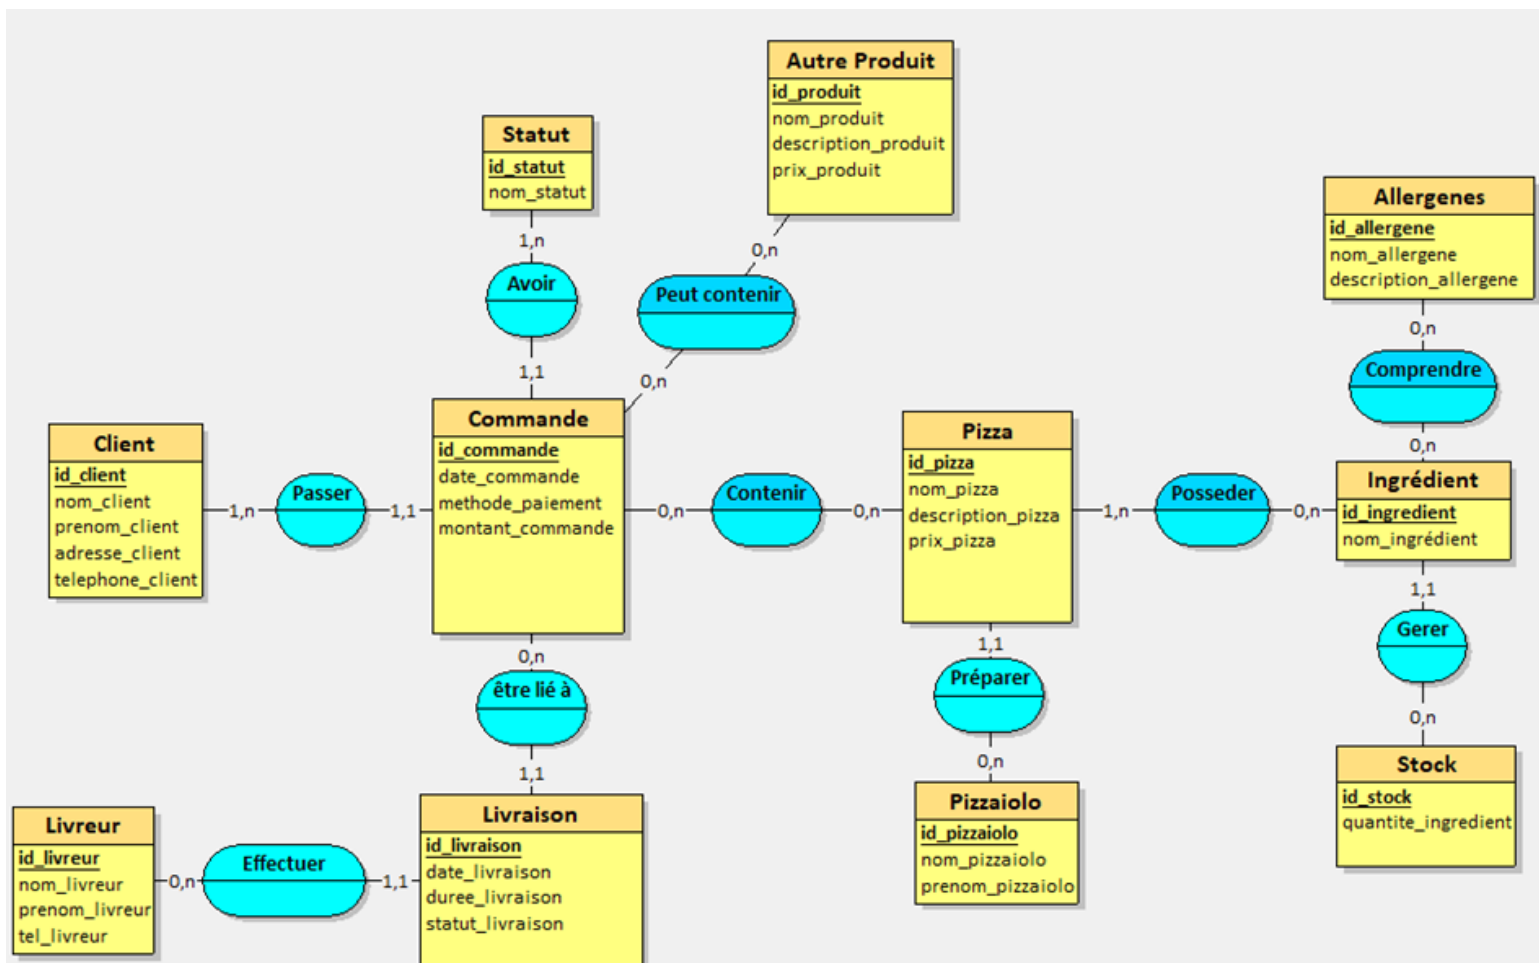 Autre Produit
id_produit
nom_produit
description_produit
prix_produit
Statut
id_statut
nom_statut
1,n
Avoir
1,1
0,n
Peut contenir
0,n
Allergenes
id_allergene
nom_allergene
description_allergene
0,n
Comprendre
0,n
Client
id_client
nom_client
prenom_client
adresse_client
telephone_client
1,n
Passer
1,1
Commande
id_commande
date_commande
methode_paiement
montant_commande
0,n
Contenir
0,n
Pizza
id_pizza
nom_pizza
description_pizza
prix_pizza
1,n
Posseder
0,n
Ingrédient
id_ingredient
nom_ingrédient
1,1
Gerer
0,n
Stock
id_stock
quantite_ingredient
1,1
Préparer
0,n
Pizzaiolo
id_pizzaiolo
nom_pizzaiolo
prenom_pizzaiolo
0,n
être lié à
1,1
Livraison
id_livraison
date_livraison
duree_livraison
statut_livraison
Livreur
id_livreur
nom_livreur
prenom_livreur
tel_livreur
0,n
Effectuer
1,1